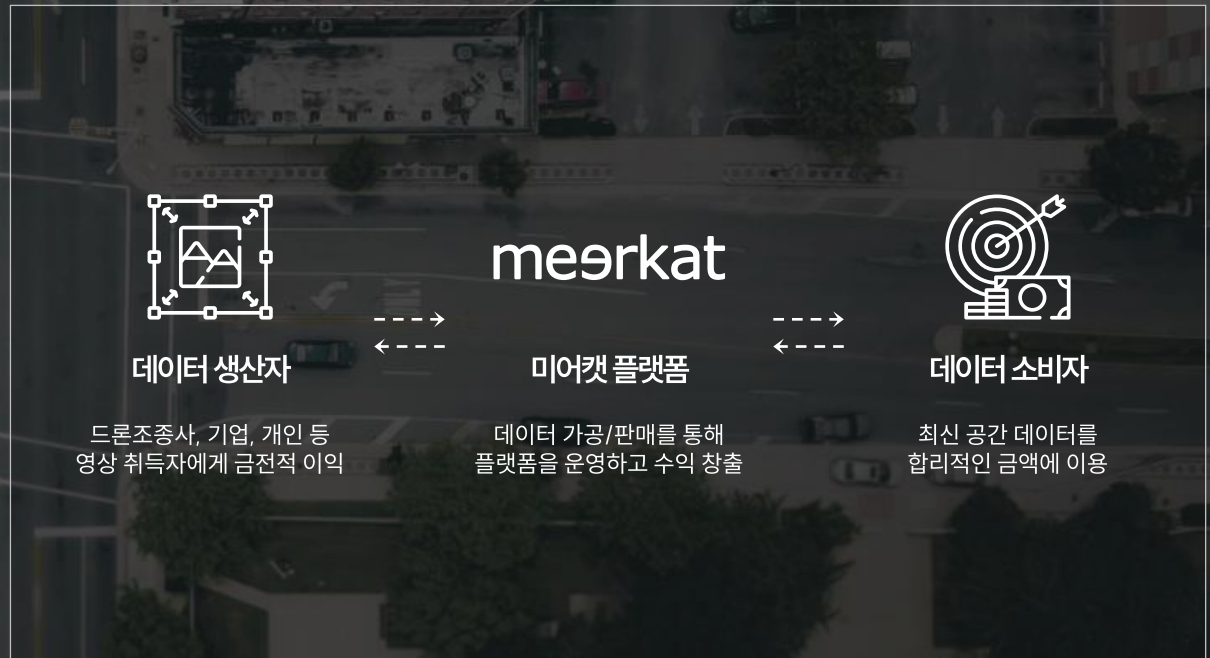 meerkat
데이터 생산자
미어캣 플랫폼
데이터 소비자
드론조종사, 기업, 개인 등
영상 취득자에게 금전적 이익
데이터 가공/판매를 통해
플랫폼을 운영하고 수익 창출
최신 공간 데이터를
합리적인 금액에 이용